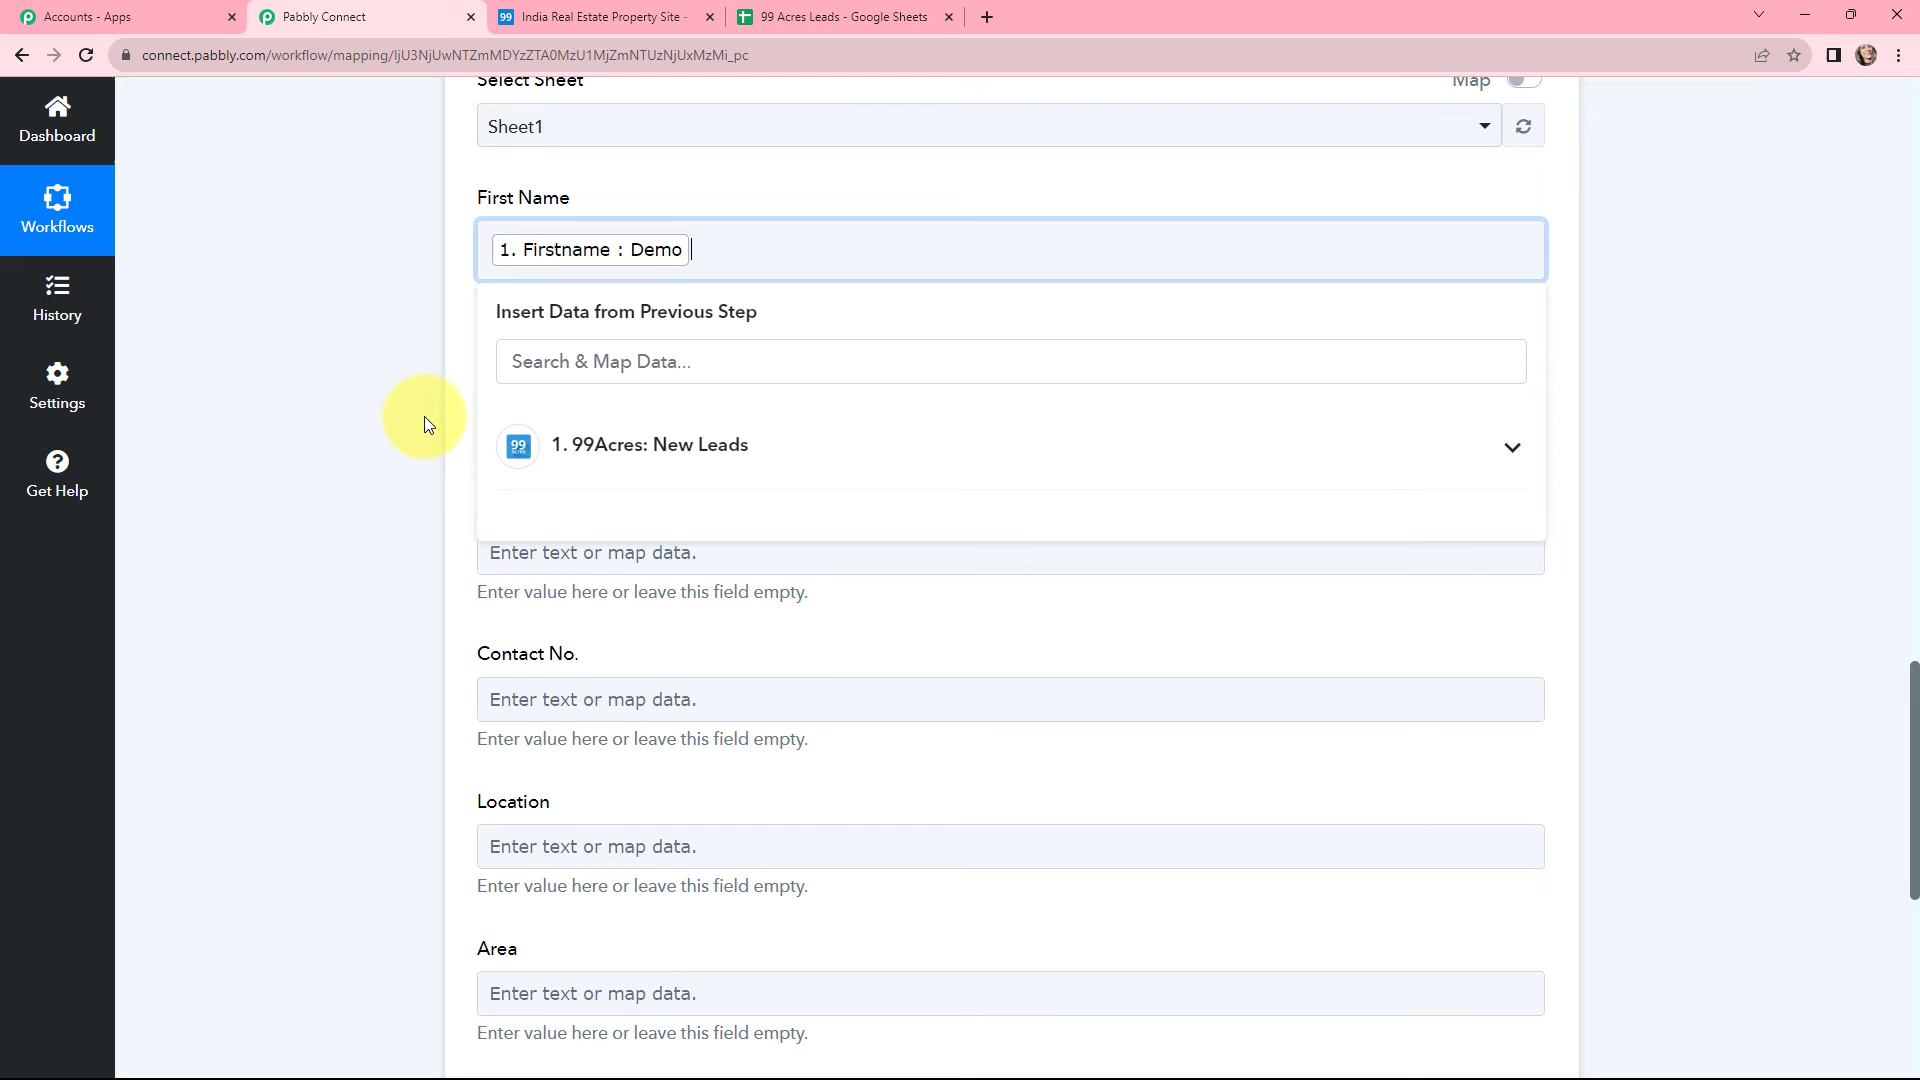 Accounts - Apps
Pabbly Connect
99
India Real Estate Property Site -
99 Acres Leads - Google Sheets
connect.pabbly.com/workflow/mapping/IjU3NjUwNTZmMDYzZTA0MzU1MjZmNTUzNjUxMzMi_pc
Dashboard
Workflows
History
Settings
Get Help
Select Sheet
Map
Sheet1
First Name
1. Firstname : Demo
Insert Data from Previous Step
Search & Map Data...
99
ACRES
1. 99Acres: New Leads
Enter text or map data.
Enter value here or leave this field empty.
Contact No.
Enter text or map data.
Enter value here or leave this field empty.
Location
Enter text or map data.
Enter value here or leave this field empty.
Area
Enter text or map data.
Enter value here or leave this field empty.